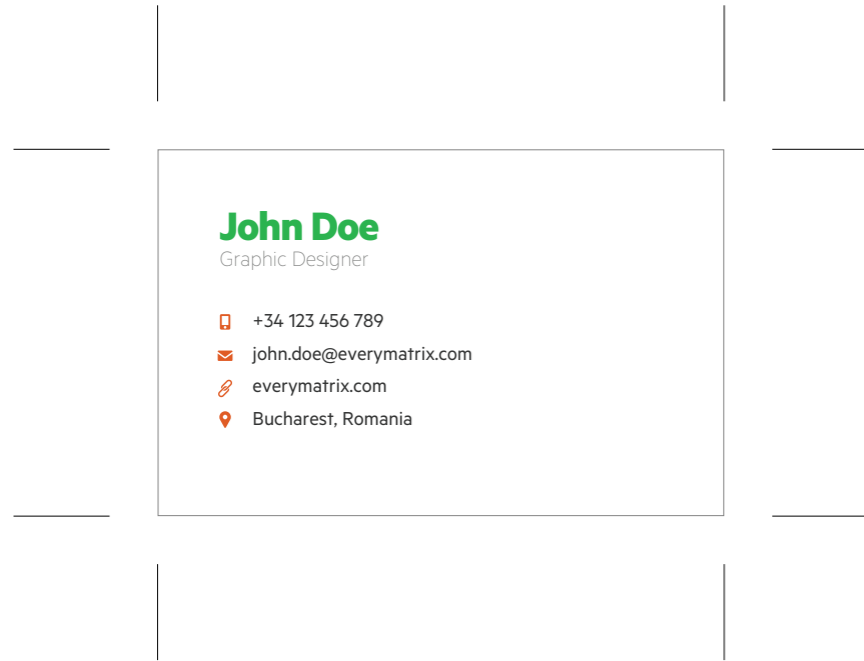 John Doe
Graphic Designer
+34 123 456 789
john.doe@everymatrix.com
everymatrix.com
Bucharest, Romania